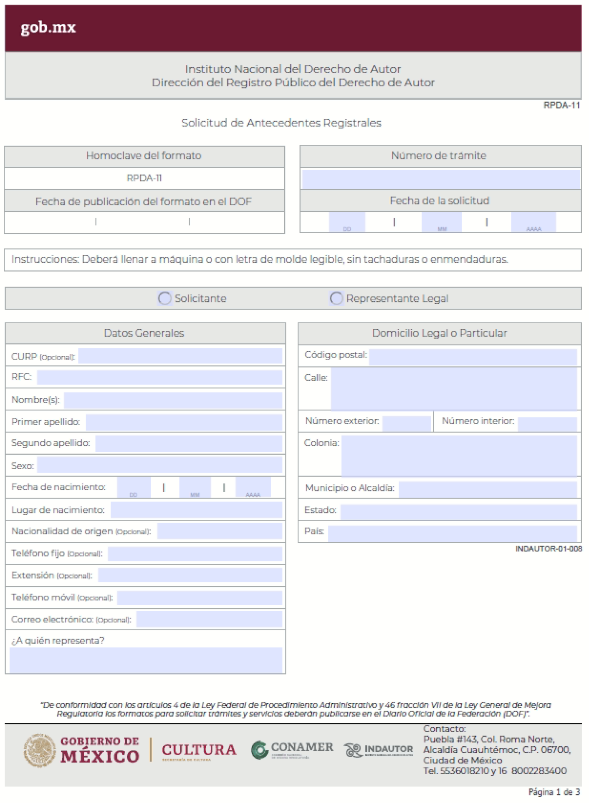 gob.mx
Instituto Nacional del Derecho de Autor
Dirección del Registro Público del Derecho de Autor
RPDA-11
Solicitud de Antecedentes Registrales
Homoclave del formato
RPDA-11
Fecha de publicación del formato en el DOF
| |
Número de trámite
Fecha de la solicitud
DD | MM | AAAA
Instrucciones: Deberá llenar a máquina o con letra de molde legible, sin tachaduras o enmendaduras.
Solicitante Representante Legal
Datos Generales
CURP (Opcional):
RFC:
Nombre(s):
Primer apellido:
Segundo apellido:
Sexo:
Fecha de nacimiento: DD | MM | AAAA
Lugar de nacimiento:
Nacionalidad de origen (Opcional):
Teléfono fijo (Opcional):
Extensión (Opcional):
Teléfono móvil (Opcional):
Correo electrónico: (Opcional):
¿A quién representa?
Domicilio Legal o Particular
Código postal:
Calle:
Número exterior: Número interior:
Colonia:
Municipio o Alcaldía:
Estado:
País:
INDAUTOR-01-008
"De conformidad con los artículos 4 de la Ley Federal de Procedimiento Administrativo y 46 fracción VII de la Ley General de Mejora
Regulatoria los formatos para solicitar trámites y servicios deberán publicarse en el Diario Oficial de la Federación (DOF)".
GOBIERNO DE
MÉXICO
CULTURA
SECRETARÍA DE CULTURA
CONAMER
INDAUTOR
Contacto:
Puebla #143, Col. Roma Norte,
Alcaldía Cuauhtémoc, C.P. 06700,
Ciudad de México
Tel. 5536018210 y 16 8002283400
Página 1 de 3